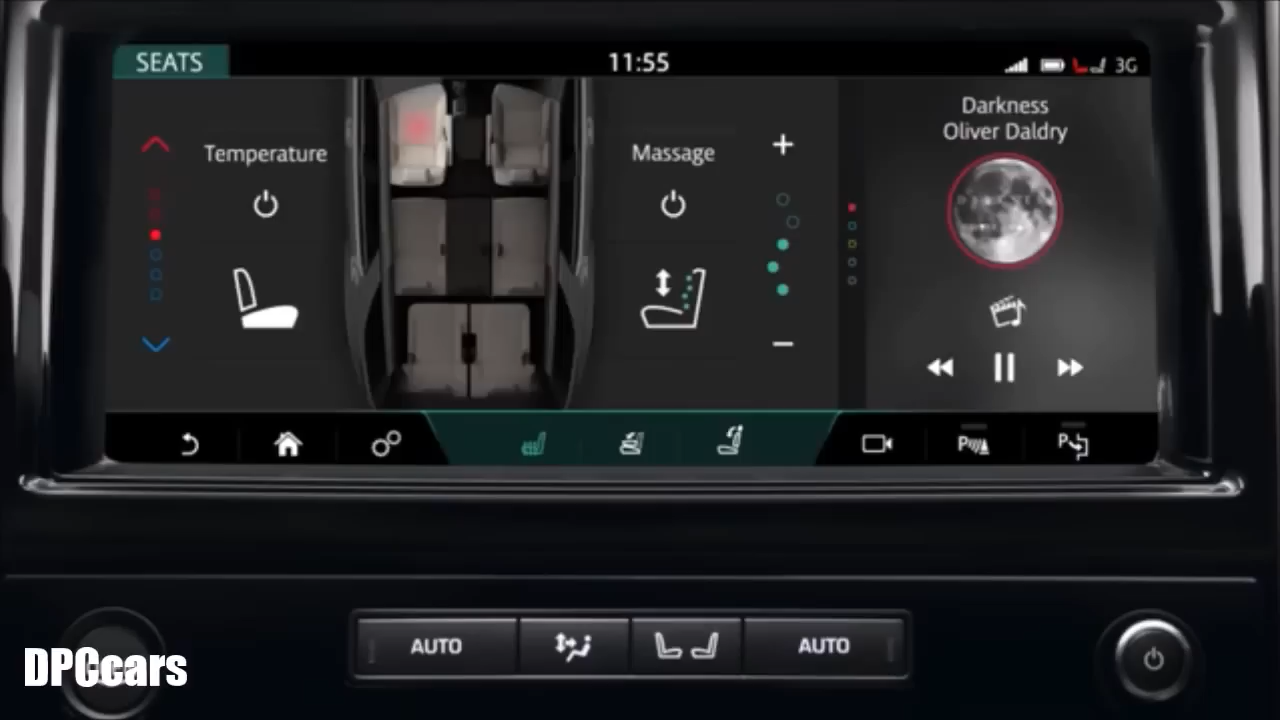 SEATS
11:55
3G
Temperature
Massage
Darkness
Oliver Daldry
P
P
AUTO
AUTO
DPCcars